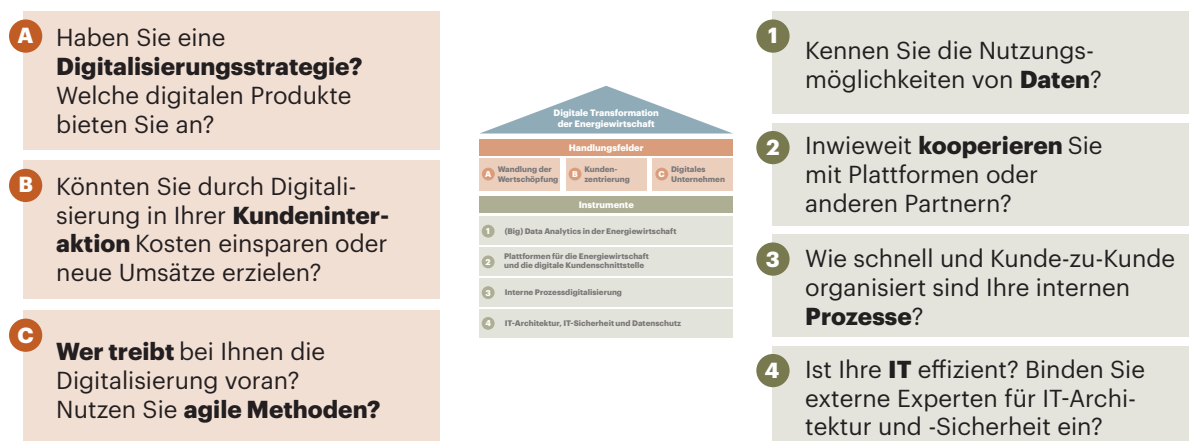 A
Haben Sie eine
Digitalisierungsstrategie?
Welche digitalen Produkte
bieten Sie an?
B
Könnten Sie durch Digitali-
sierung in Ihrer Kundeninter-
aktion Kosten einsparen oder
neue Umsätze erzielen?
C
Wer treibt bei Ihnen die
Digitalisierung voran?
Nutzen Sie agile Methoden?
Digitale Transformation
der Energiewirtschaft
Handlungsfelder
A Wandlung der
Wertschöpfung
B Kunden-
zentrierung
C Digitales
Unternehmen
Instrumente
1 (Big) Data Analytics in der Energiewirtschaft
2 Plattformen für die Energiewirtschaft
und die digitale Kundenschnittstelle
3 Interne Prozessdigitalisierung
4 IT-Architektur, IT-Sicherheit und Datenschutz
1
Kennen Sie die Nutzungs-
möglichkeiten von Daten?
2
Inwieweit kooperieren Sie
mit Plattformen oder
anderen Partnern?
3
Wie schnell und Kunde-zu-Kunde
organisiert sind Ihre internen
Prozesse?
4
Ist Ihre IT effizient? Binden Sie
externe Experten für IT-Archi-
tektur und -Sicherheit ein?